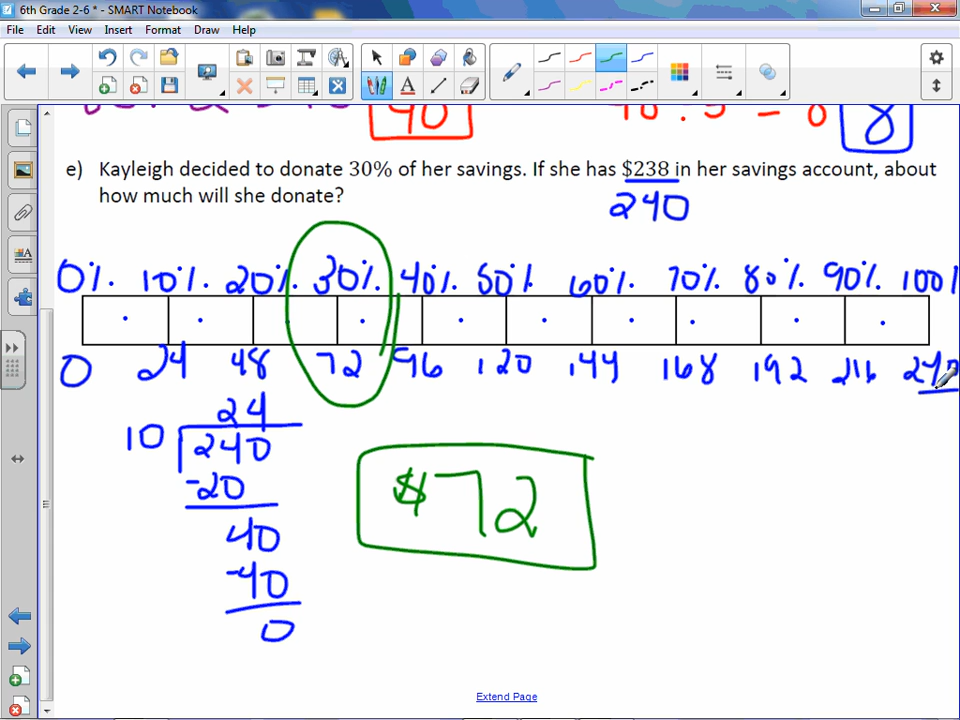 6th Grade 2-6 * - SMART Notebook
File Edit View Insert Format Draw Help
40
8
e) Kayleigh decided to donate 30% of her savings. If she has $238 in her savings account, about
how much will she donate?
240
0% 10% 20% 30% 40% 50% 60% 70% 80% 90% 100%
0 24 48 72 96 120 144 168 192 216 240
24
10 240
-20
40
-40
0
$72
Extend Page